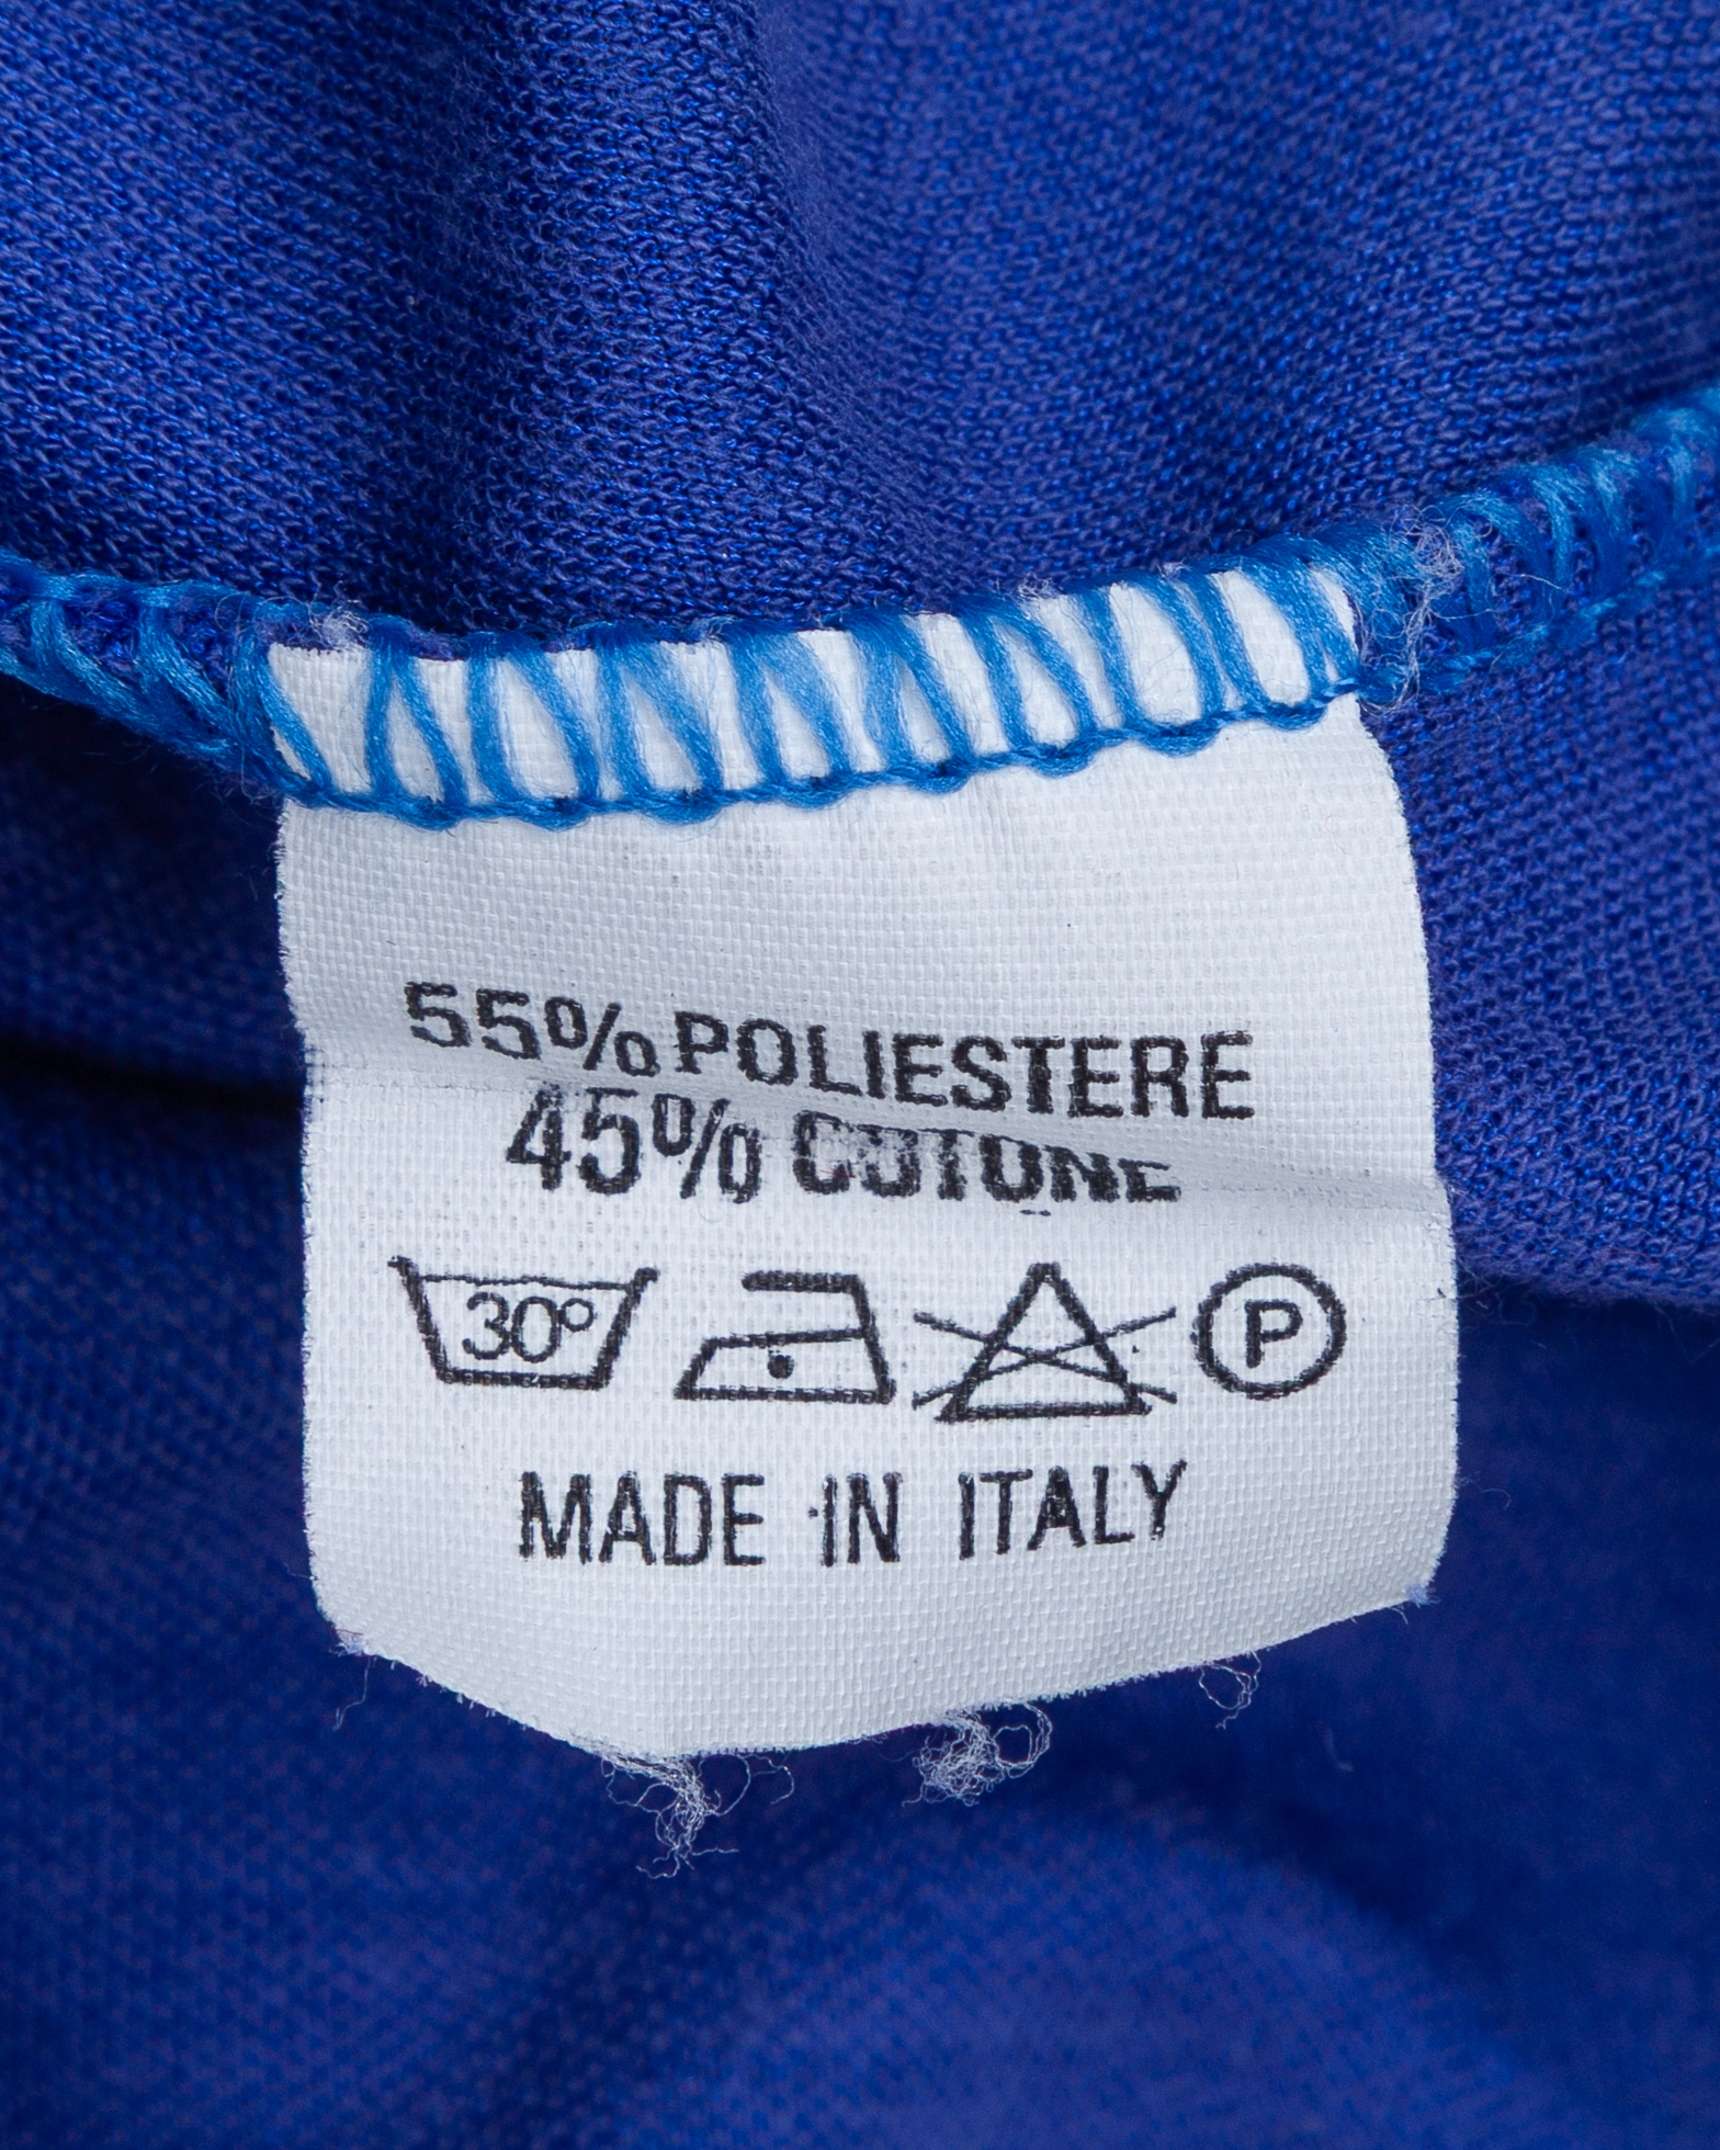 55% POLIESTERE
45% COTONE
30°
P
MADE IN ITALY